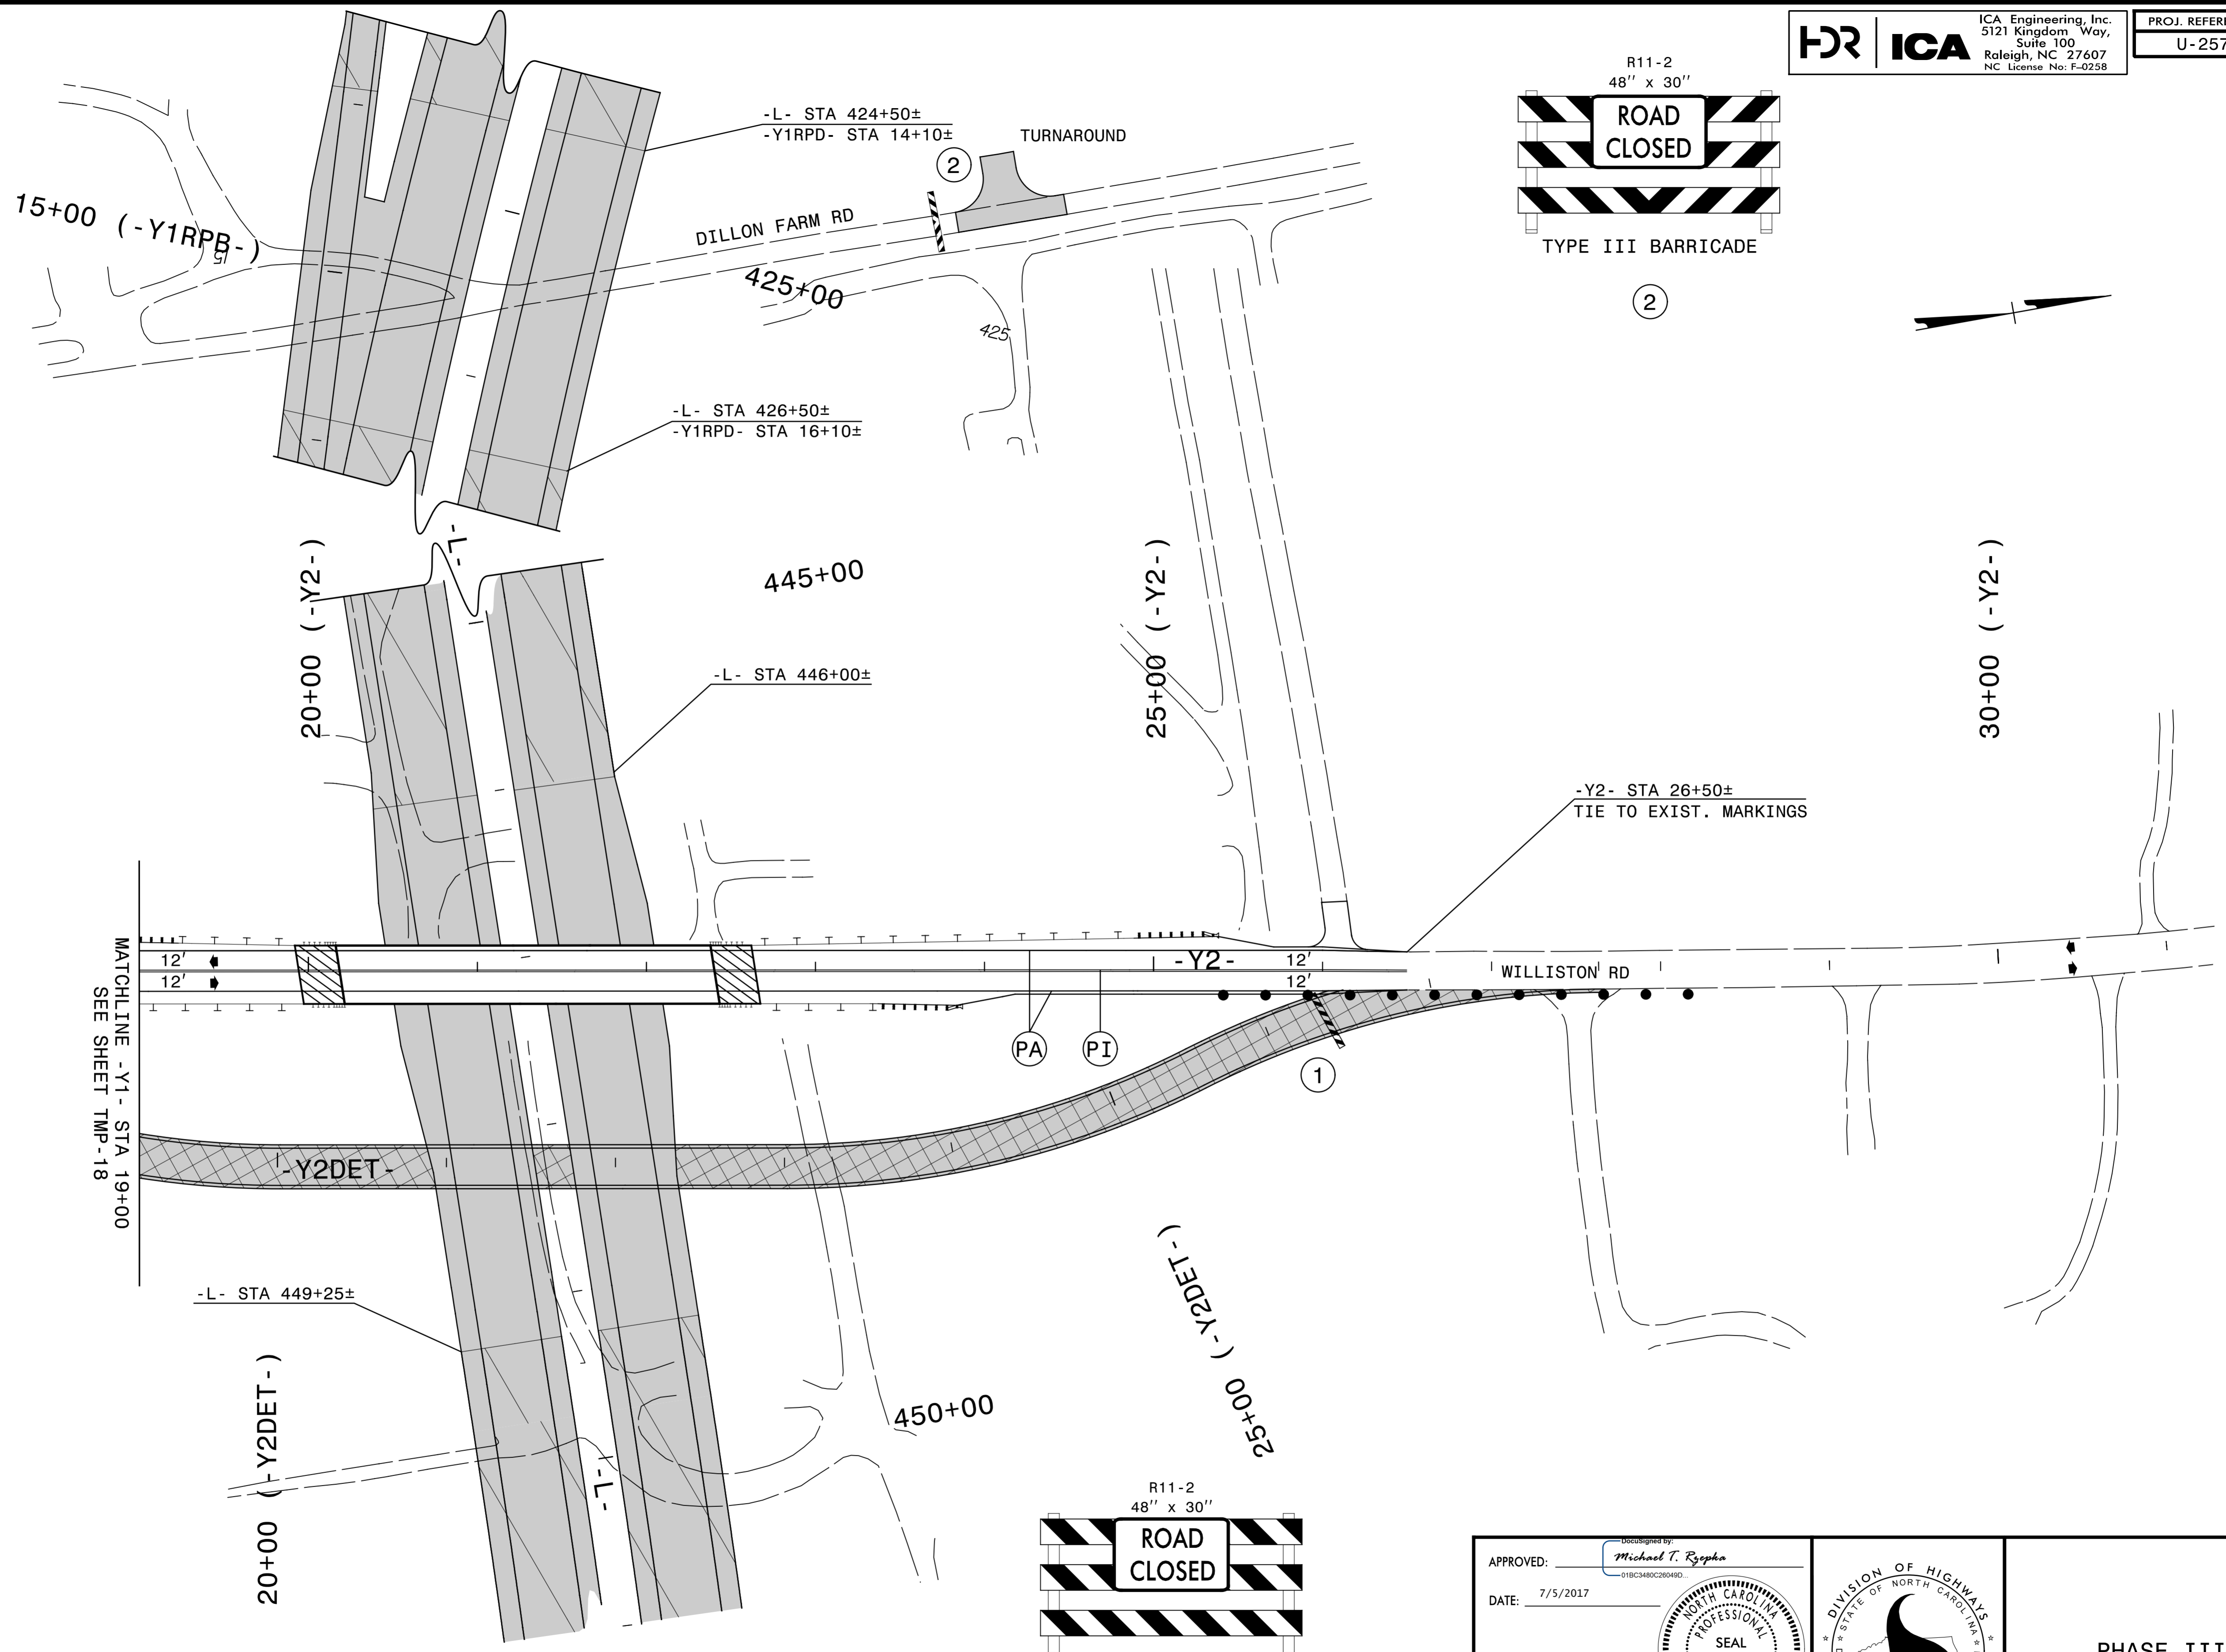 HDR ICA
ICA Engineering, Inc.
5121 Kingdom Way,
Suite 100
Raleigh, NC 27607
NC License No: F-0258
U-257
R11-2
48'' x 30''
ROAD
CLOSED
TYPE III BARRICADE
2
-L- STA 424+50±
-Y1RPD- STA 14+10±
2
TURNAROUND
DILLON FARM RD
15+00 (-Y1RPB-)
15
425+00
425
-L- STA 426+50±
-Y1RPD- STA 16+10±
-L-
20+00 (-Y2-)
445+00
25+00 (-Y2-)
30+00 (-Y2-)
-L- STA 446+00±
-Y2- STA 26+50±
TIE TO EXIST. MARKINGS
MATCHLINE -Y1- STA 19+00
SEE SHEET TMP-18
12'
12'
-Y2-
12'
12'
WILLISTON RD
PA
PI
1
-Y2DET-
-L- STA 449+25±
20+00 (-Y2DET-)
450+00
25+00 (-Y2DET-)
-L-
R11-2
48'' x 30''
ROAD
CLOSED
APPROVED:
DocuSigned by:
Michael T. Rzepka
01BC3480C26049D...
DATE: 7/5/2017
NORTH CAROLINA
PROFESSIONAL
SEAL
DIVISION OF HIGHWAYS
STATE OF NORTH CAROLINA
PHASE III